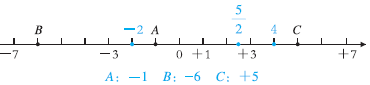 B −2 A 5/2 4 C
−7 −3 0 +1 +3 +7
A: −1 B: −6 C: +5